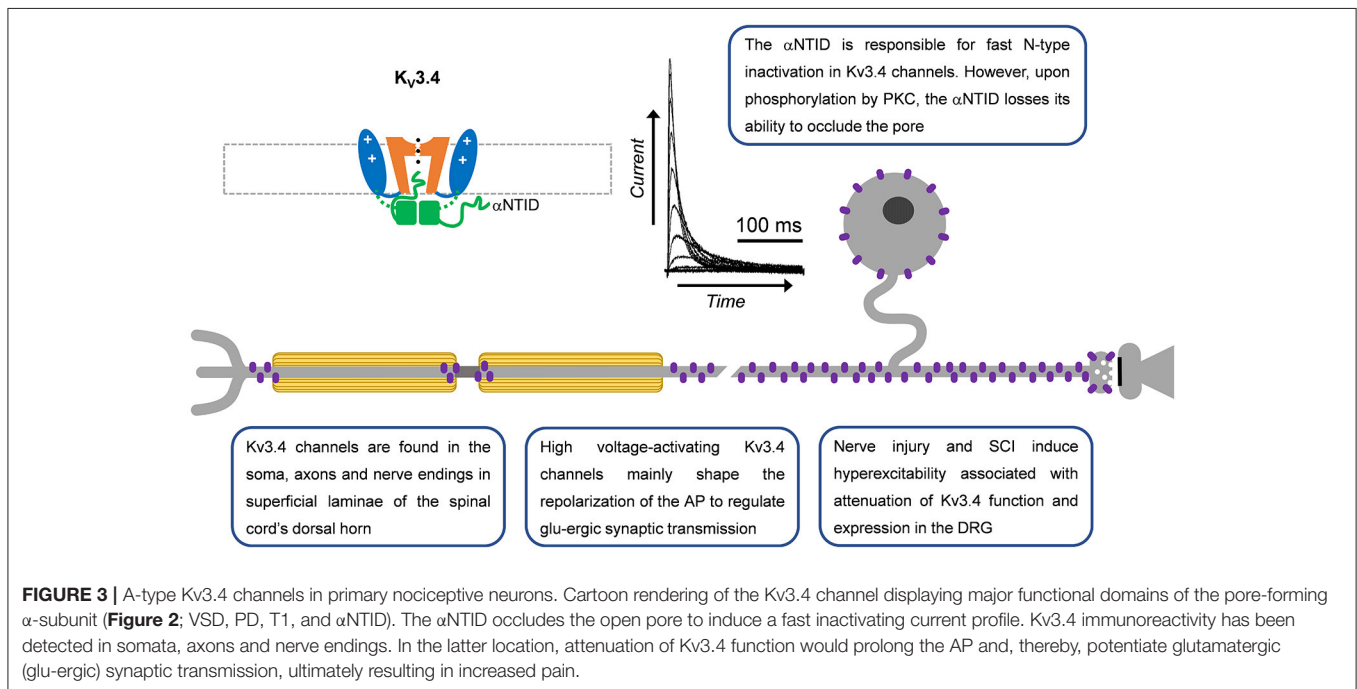 K_V3.4
αNTID
Current
100 ms
Time
The αNTID is responsible for fast N-type
inactivation in Kv3.4 channels. However, upon
phosphorylation by PKC, the αNTID losses its
ability to occlude the pore
Kv3.4 channels are found in the
soma, axons and nerve endings in
superficial laminae of the spinal
cord's dorsal horn
High voltage-activating Kv3.4
channels mainly shape the
repolarization of the AP to regulate
glu-ergic synaptic transmission
Nerve injury and SCI induce
hyperexcitability associated with
attenuation of Kv3.4 function and
expression in the DRG
FIGURE 3 | A-type Kv3.4 channels in primary nociceptive neurons. Cartoon rendering of the Kv3.4 channel displaying major functional domains of the pore-forming
α-subunit (Figure 2; VSD, PD, T1, and αNTID). The αNTID occludes the open pore to induce a fast inactivating current profile. Kv3.4 immunoreactivity has been
detected in somata, axons and nerve endings. In the latter location, attenuation of Kv3.4 function would prolong the AP and, thereby, potentiate glutamatergic
(glu-ergic) synaptic transmission, ultimately resulting in increased pain.